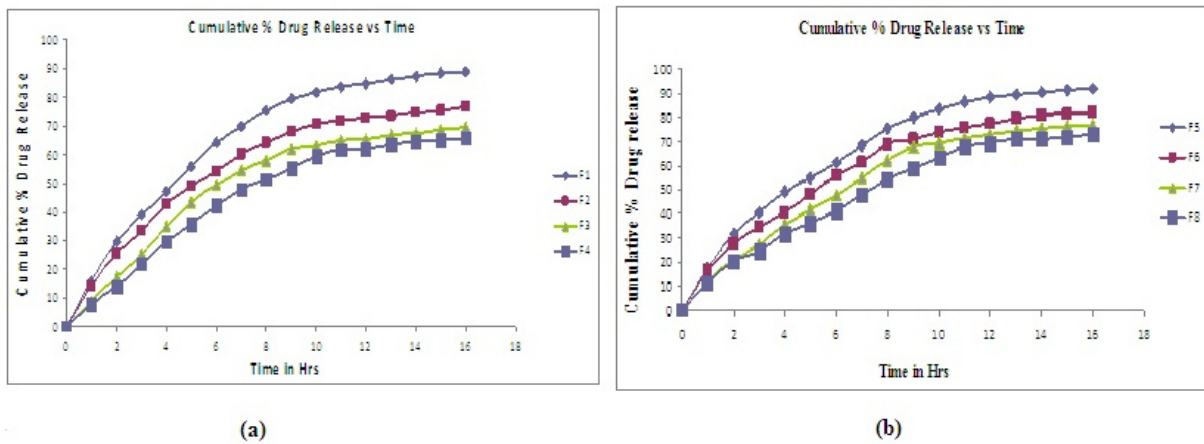 Cumulative % Drug Release vs Time
Cumulative % Drug Release
100
90
80
70
60
50
40
30
20
10
0
0 2 4 6 8 10 12 14 16 18
Time in Hrs
F1
F2
F3
F4
(a)
Cumulative % Drug Release vs Time
Cumulative % Drug release
100
90
80
70
60
50
40
30
20
10
0
0 2 4 6 8 10 12 14 16 18
Time in Hrs
F5
F6
F7
F8
(b)